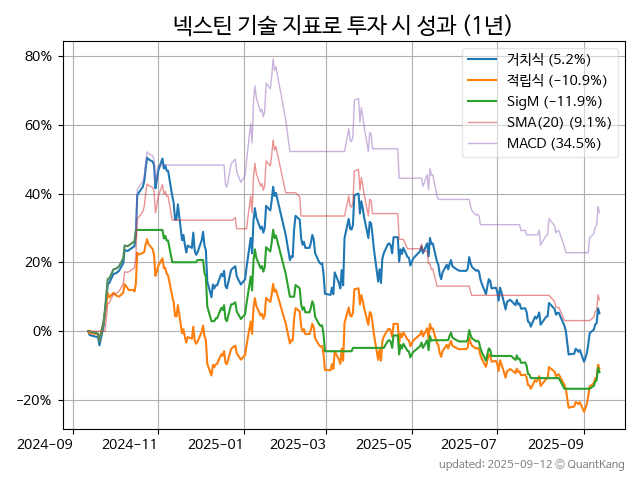 넥스틴 기술 지표로 투자 시 성과 (1년)
거치식 (5.2%)
적립식 (−10.9%)
SigM (−11.9%)
SMA(20) (9.1%)
MACD (34.5%)
80%
60%
40%
20%
0%
−20%
2024-09 2024-11 2025-01 2025-03 2025-05 2025-07 2025-09
updated: 2025-09-12 © QuantKang